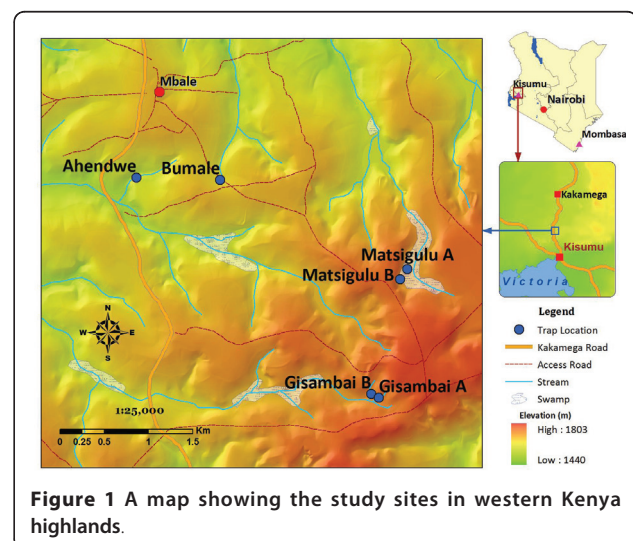 Mbale
Ahendwe
Bumale
Matsigulu A
Matsigulu B
Gisambai B
Gisambai A
N
W E
S
1:25,000
Km
0 0.25 0.5 1 1.5
Kisumu
Nairobi
Mombasa
Kakamega
Kisumu
Victoria
Legend
Trap Location
Kakamega Road
Access Road
Stream
Swamp
Elevation (m)
High : 1803
Low : 1440
Figure 1 A map showing the study sites in western Kenya
highlands.